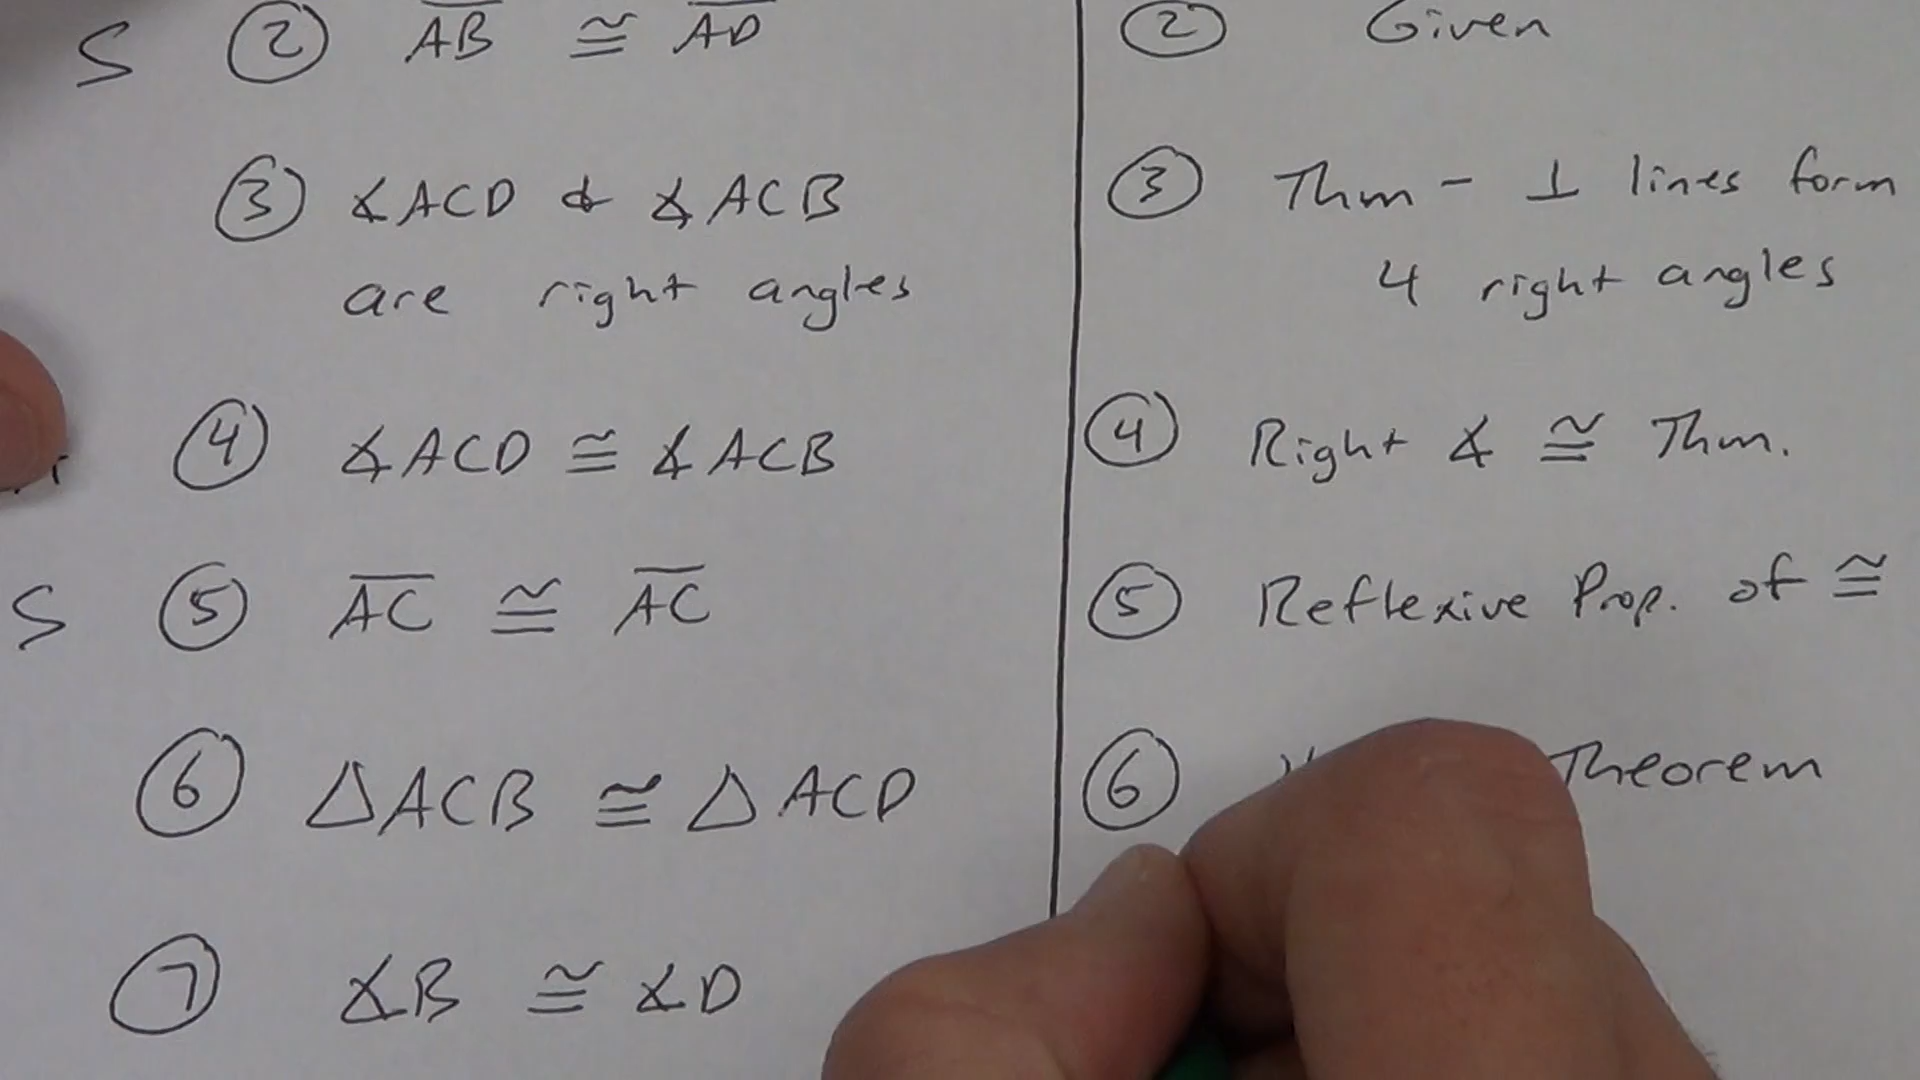 S ② AB ≅ AD ② Given
③ ∡ACD & ∡ACB ③ Thm - ⊥ lines form
are right angles 4 right angles
④ ∡ACD ≅ ∡ACB ④ Right ∡ ≅ Thm.
S ⑤ AC ≅ AC ⑤ Reflexive Prop. of ≅
⑥ △ACB ≅ △ACD ⑥ Theorem
⑦ ∡B ≅ ∡D